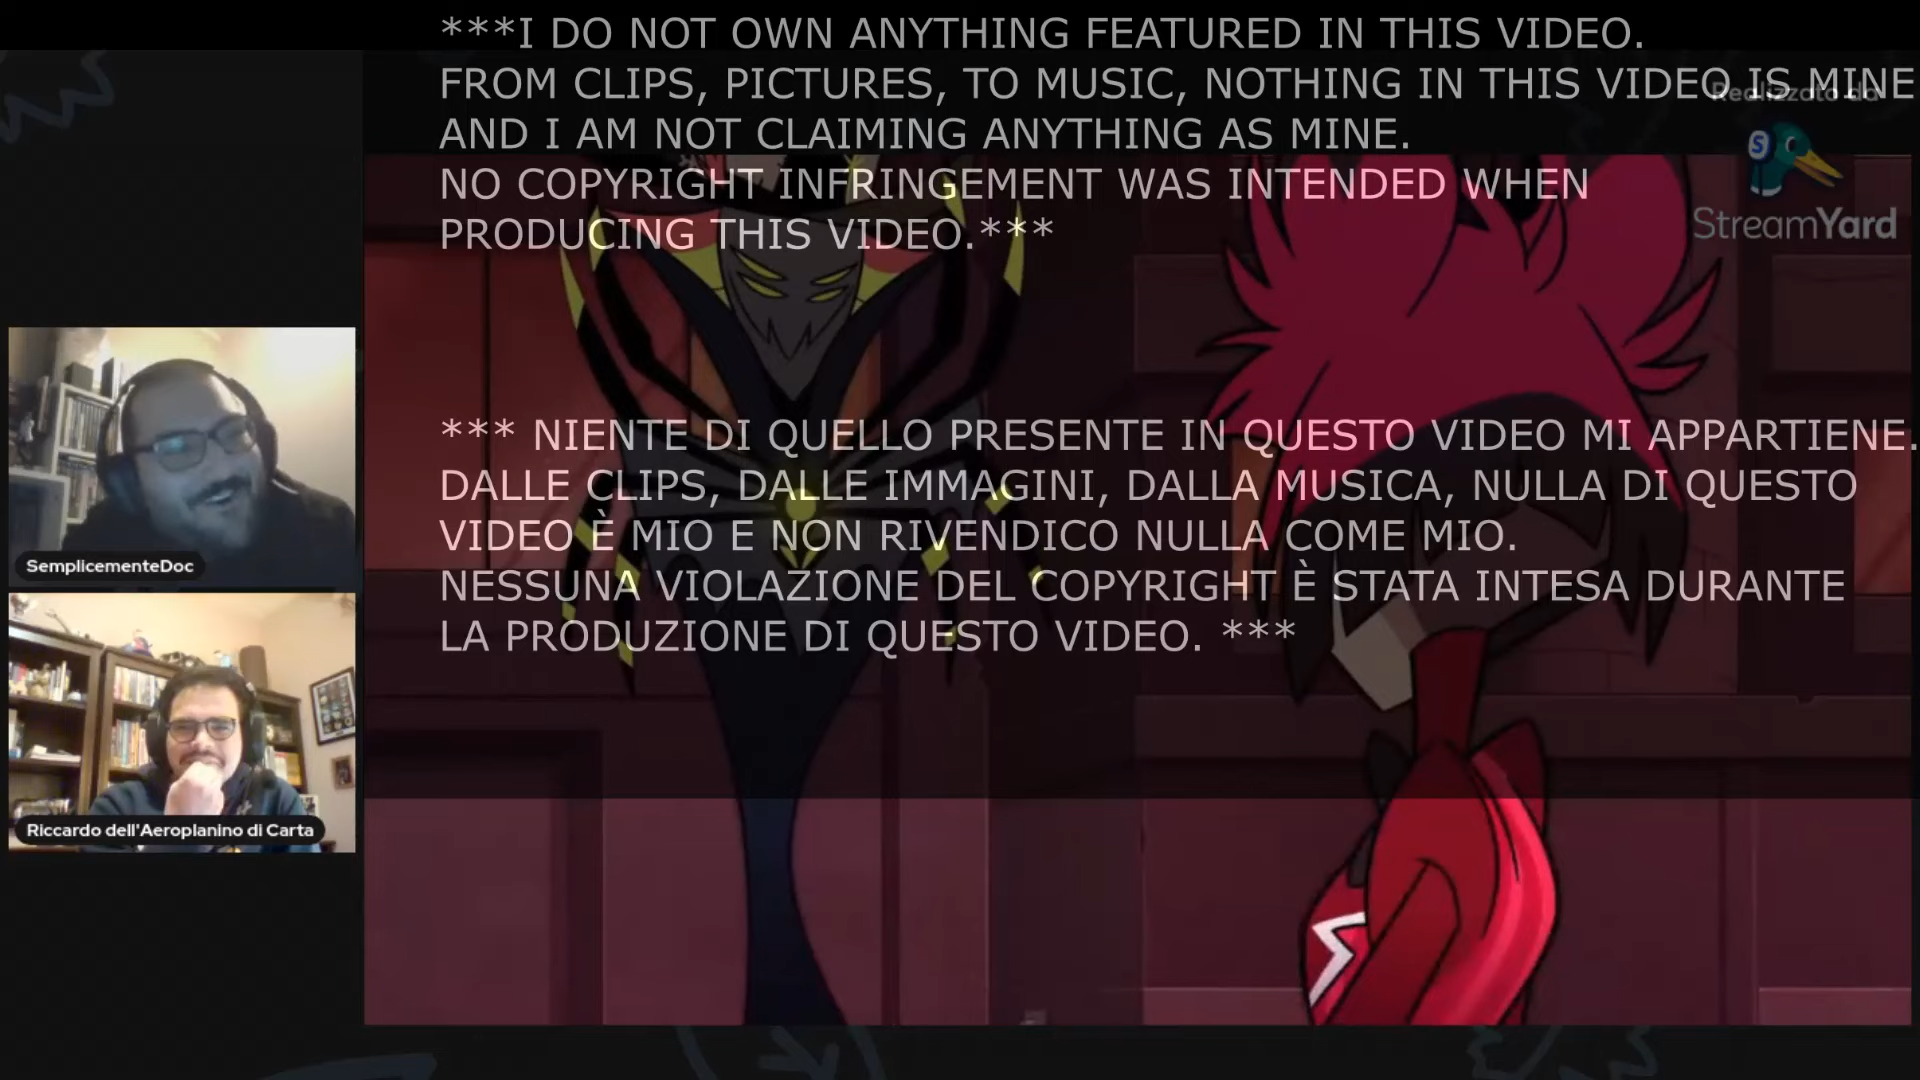 ***I DO NOT OWN ANYTHING FEATURED IN THIS VIDEO.
FROM CLIPS, PICTURES, TO MUSIC, NOTHING IN THIS VIDEO IS MINE
AND I AM NOT CLAIMING ANYTHING AS MINE.
NO COPYRIGHT INFRINGEMENT WAS INTENDED WHEN
PRODUCING THIS VIDEO.***
Realizzato da
StreamYard
*** NIENTE DI QUELLO PRESENTE IN QUESTO VIDEO MI APPARTIENE.
DALLE CLIPS, DALLE IMMAGINI, DALLA MUSICA, NULLA DI QUESTO
VIDEO È MIO E NON RIVENDICO NULLA COME MIO.
NESSUNA VIOLAZIONE DEL COPYRIGHT È STATA INTESA DURANTE
LA PRODUZIONE DI QUESTO VIDEO. ***
SemplicementeDoc
Riccardo dell'Aeroplanino di Carta